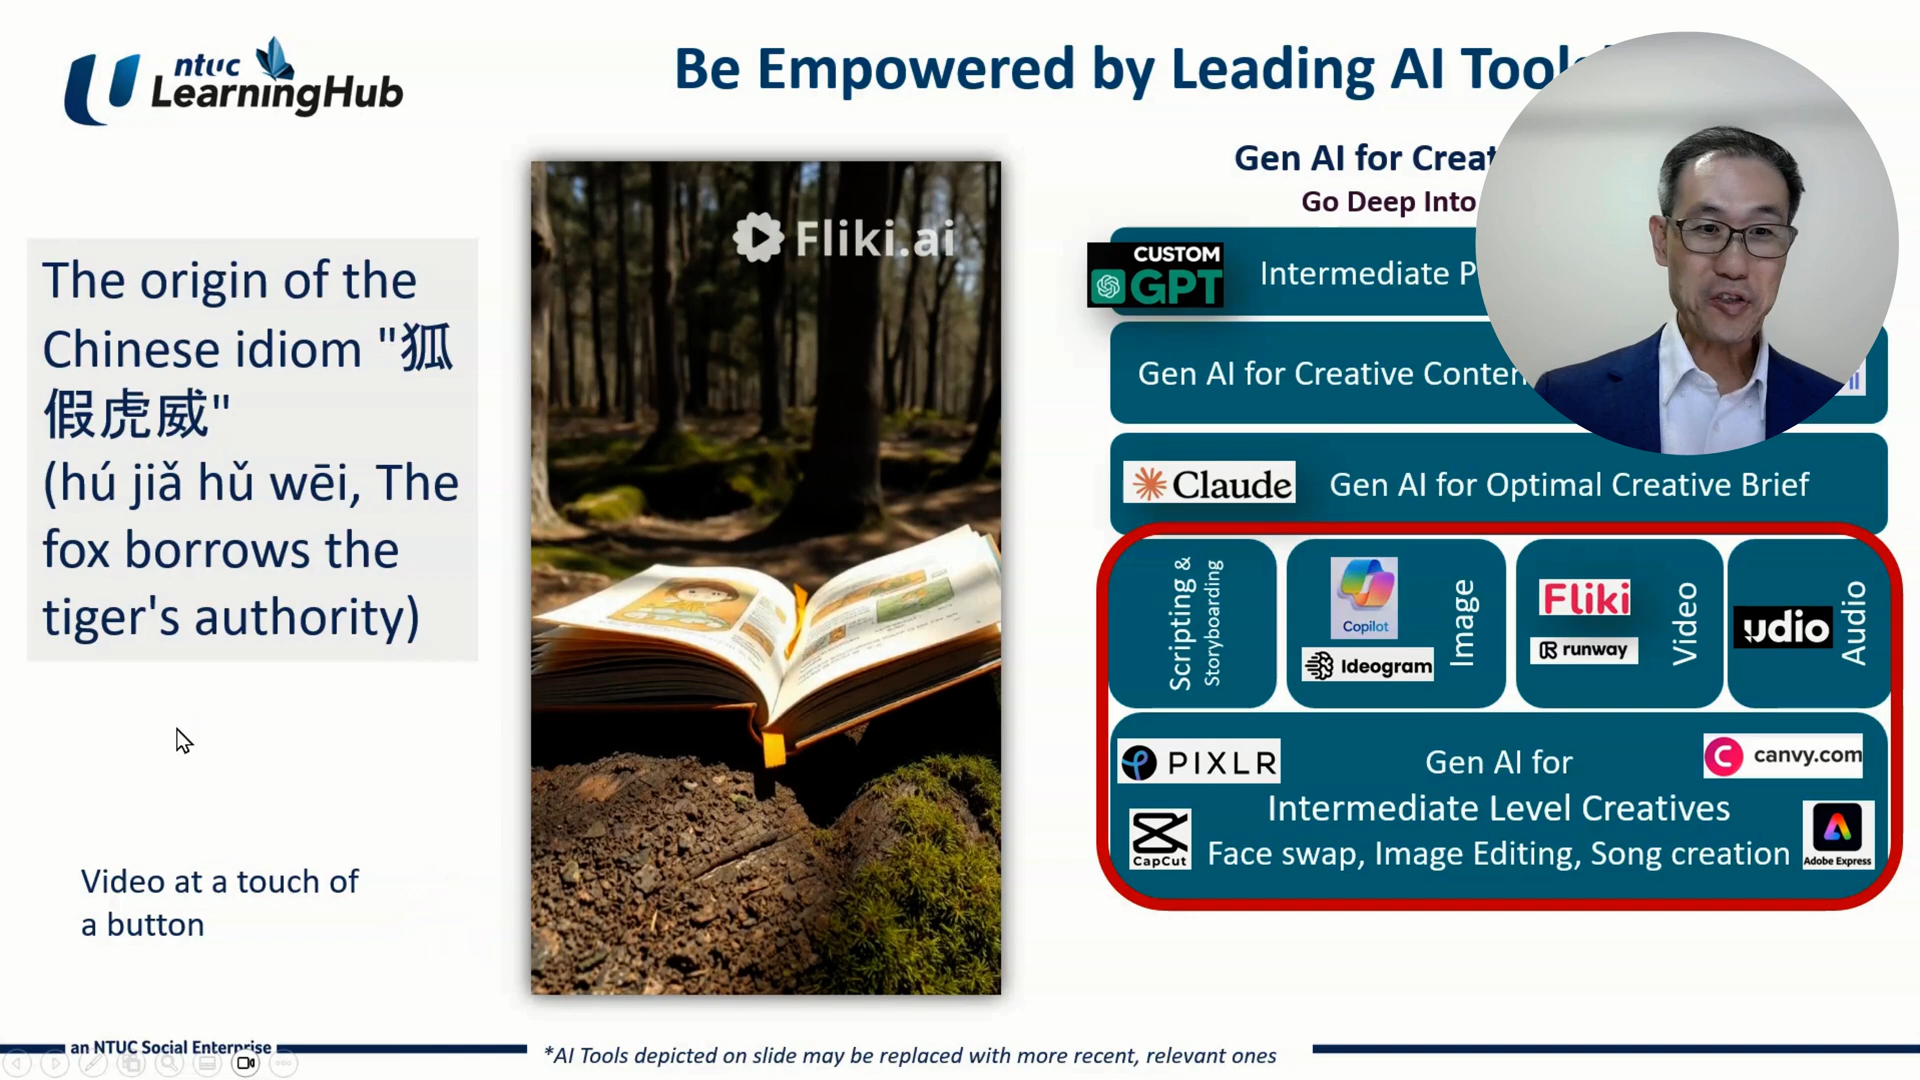 ntuc
LearningHub
Be Empowered by Leading AI Tools
The origin of the
Chinese idiom "狐
假虎威"
(hú jiǎ hǔ wēi, The
fox borrows the
tiger's authority)
Video at a touch of
a button
Fliki.ai
Gen AI for Creat
Go Deep Into
CUSTOM
GPT
Intermediate P
Gen AI for Creative Conten
Claude
Gen AI for Optimal Creative Brief
Scripting &
Storyboarding
Copilot
Ideogram
Image
Fliki
runway
Video
udio
Audio
PIXLR
Gen AI for
canvy.com
Intermediate Level Creatives
CapCut
Face swap, Image Editing, Song creation
Adobe Express
an NTUC Social Enterprise
*AI Tools depicted on slide may be replaced with more recent, relevant ones